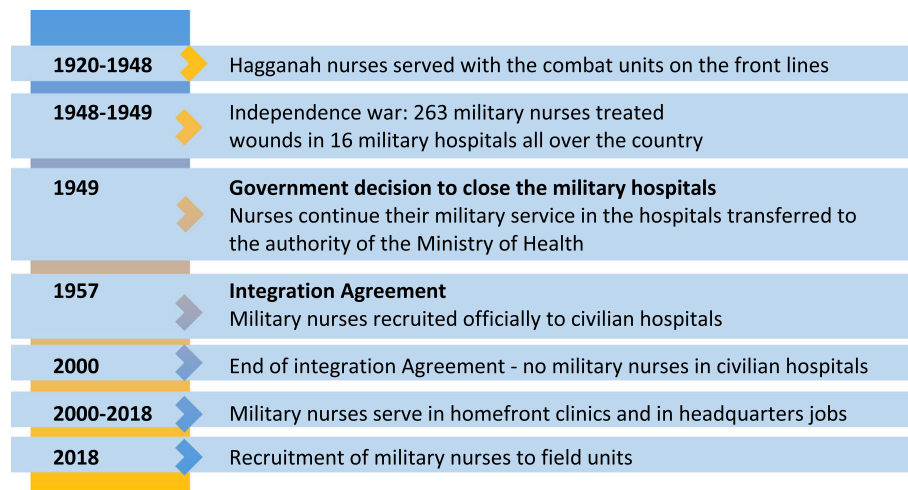 1920-1948 Hagganah nurses served with the combat units on the front lines
1948-1949 Independence war: 263 military nurses treated
wounds in 16 military hospitals all over the country
1949 Government decision to close the military hospitals
Nurses continue their military service in the hospitals transferred to
the authority of the Ministry of Health
1957 Integration Agreement
Military nurses recruited officially to civilian hospitals
2000 End of integration Agreement - no military nurses in civilian hospitals
2000-2018 Military nurses serve in homefront clinics and in headquarters jobs
2018 Recruitment of military nurses to field units